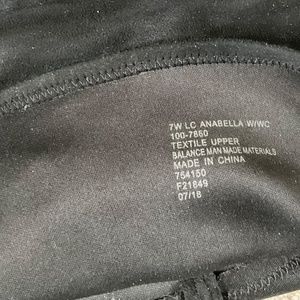 7W LC ANABELLA W/WC
100-7860
TEXTILE UPPER
BALANCE MAN MADE MATERIALS
MADE IN CHINA
754150
F21849
07/18